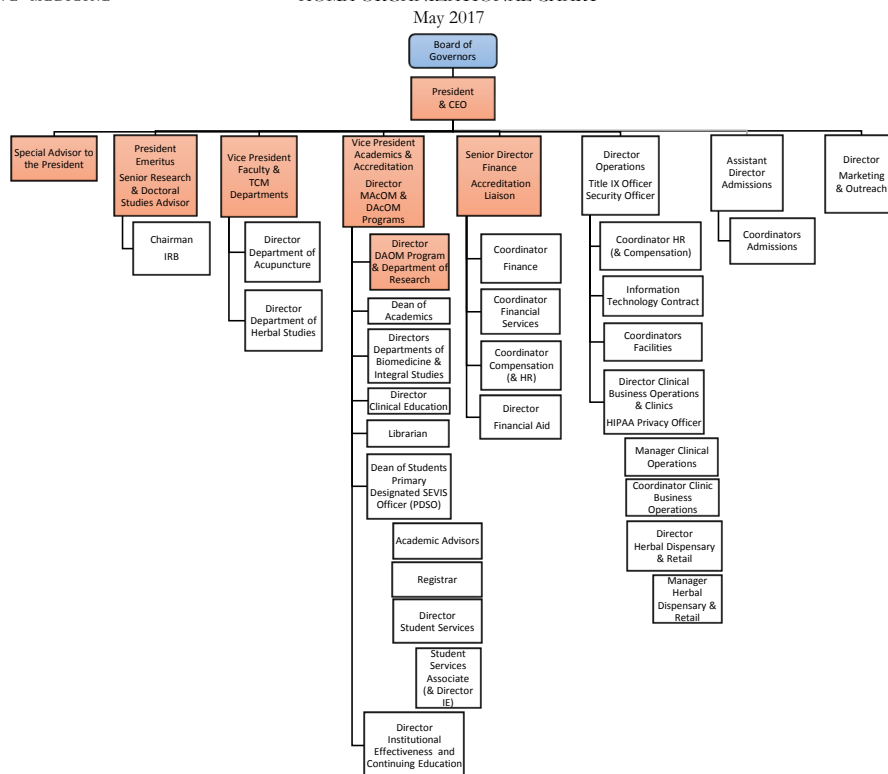 May 2017
Board of
Governors
President
& CEO
Special Advisor to
the President
President
Emeritus
Senior Research
& Doctoral
Studies Advisor
Chairman
IRB
Vice President
Faculty &
TCM
Departments
Director
Department of
Acupuncture
Director
Department of
Herbal Studies
Vice President
Academics &
Accreditation
Director
MAcOM &
DAcOM
Programs
Director
DAOM Program
& Department of
Research
Dean of
Academics
Directors
Departments of
Biomedicine &
Integral Studies
Director
Clinical Education
Librarian
Dean of Students
Primary
Designated SEVIS
Officer (PDSO)
Academic Advisors
Registrar
Director
Student Services
Student
Services
Associate
(& Director
IE)
Director
Institutional
Effectiveness and
Continuing Education
Senior Director
Finance
Accreditation
Liaison
Coordinator
Finance
Coordinator
Financial
Services
Coordinator
Compensation
(& HR)
Director
Financial Aid
Director
Operations
Title IX Officer
Security Officer
Coordinator HR
(& Compensation)
Information
Technology Contract
Coordinators
Facilities
Director Clinical
Business Operations
& Clinics
HIPAA Privacy Officer
Manager Clinical
Operations
Coordinator Clinic
Business
Operations
Director
Herbal Dispensary
& Retail
Manager
Herbal
Dispensary &
Retail
Assistant
Director
Admissions
Coordinators
Admissions
Director
Marketing
& Outreach